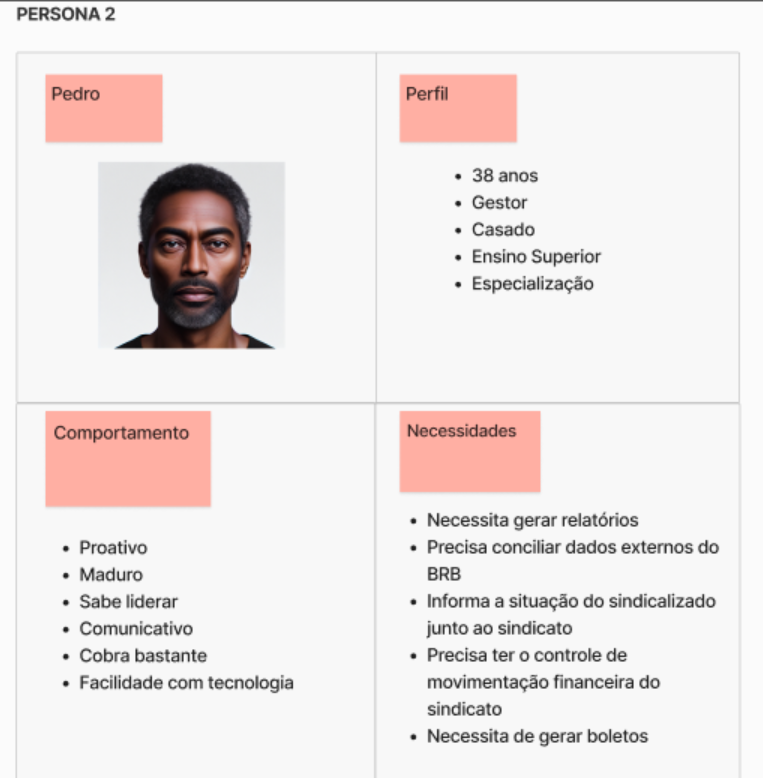 PERSONA 2
Pedro
Perfil
• 38 anos
• Gestor
• Casado
• Ensino Superior
• Especialização
Comportamento
• Proativo
• Maduro
• Sabe liderar
• Comunicativo
• Cobra bastante
• Facilidade com tecnologia
Necessidades
• Necessita gerar relatórios
• Precisa conciliar dados externos do
BRB
• Informa a situação do sindicalizado
junto ao sindicato
• Precisa ter o controle de
movimentação financeira do
sindicato
• Necessita de gerar boletos